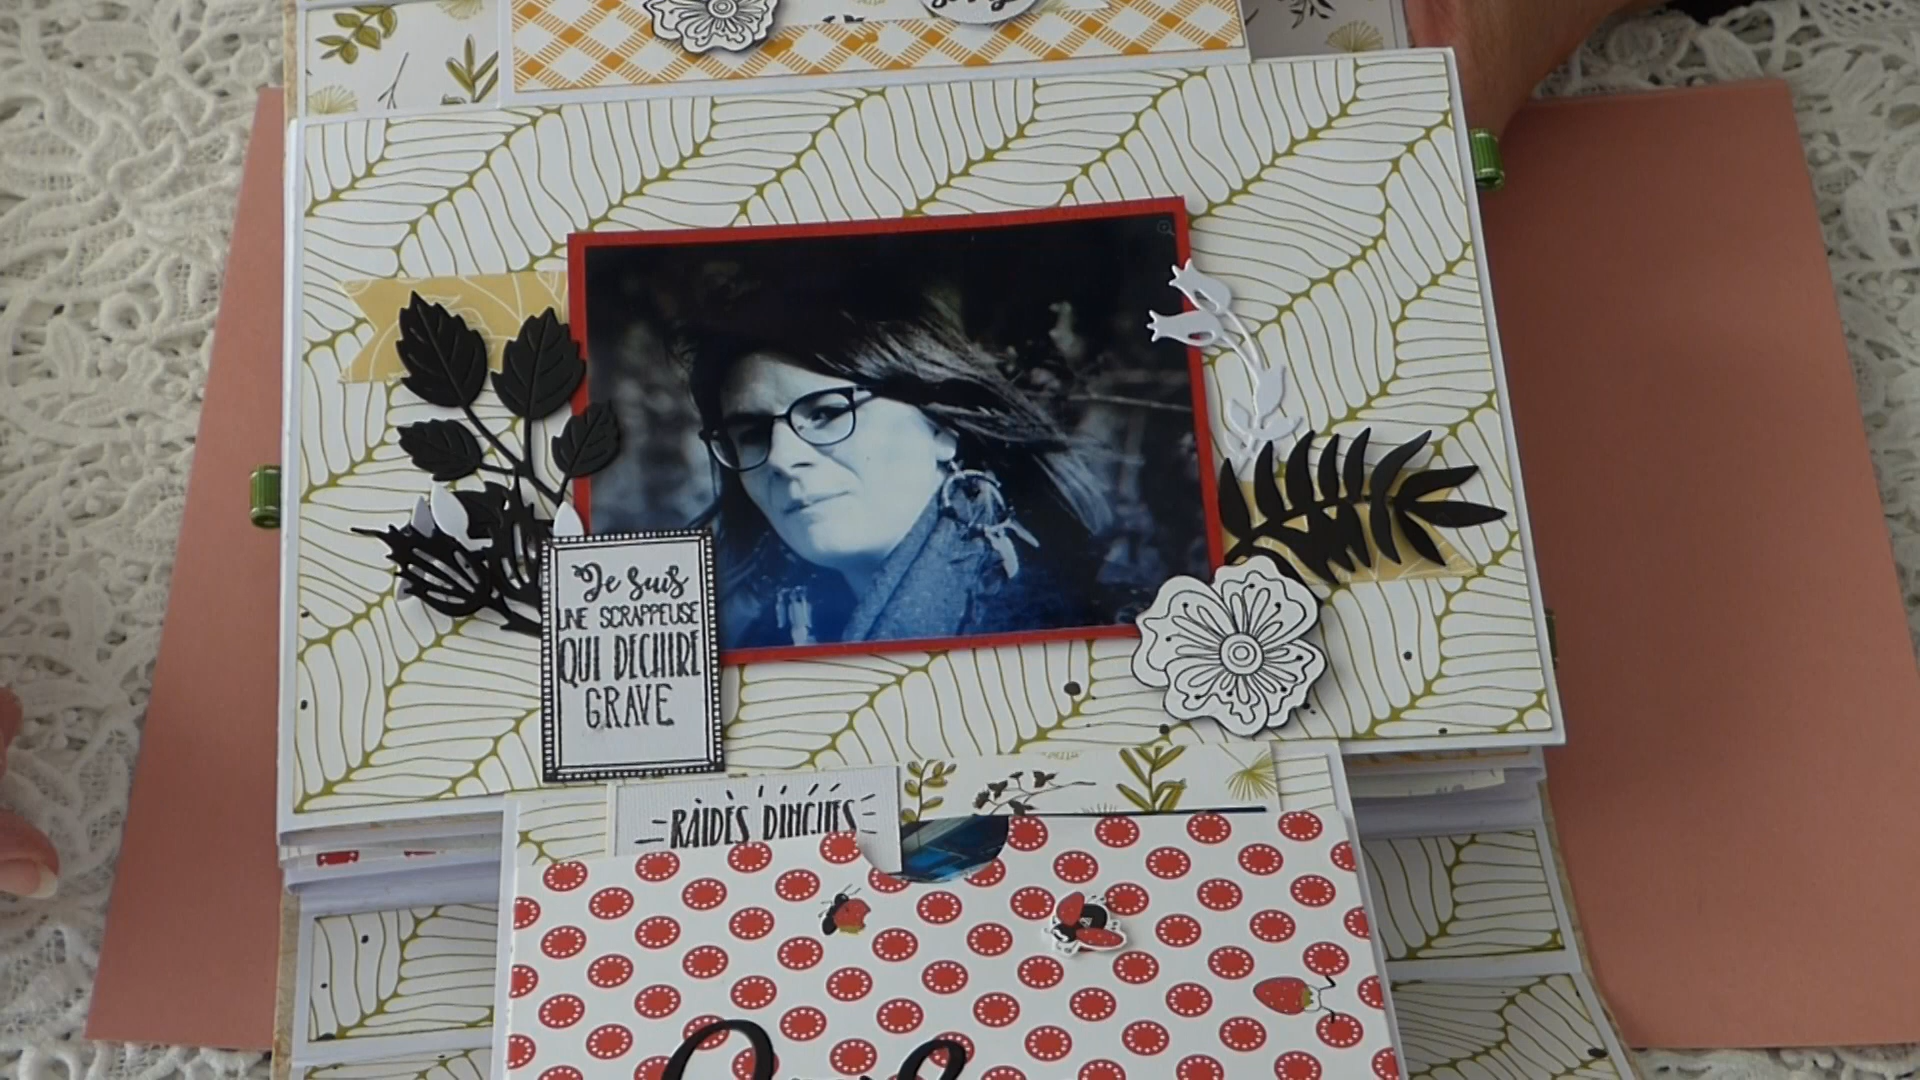 Je suis
UNE SCRAPPEUSE
QUI DECHIRE
GRAVE
RAIDES DINGUES